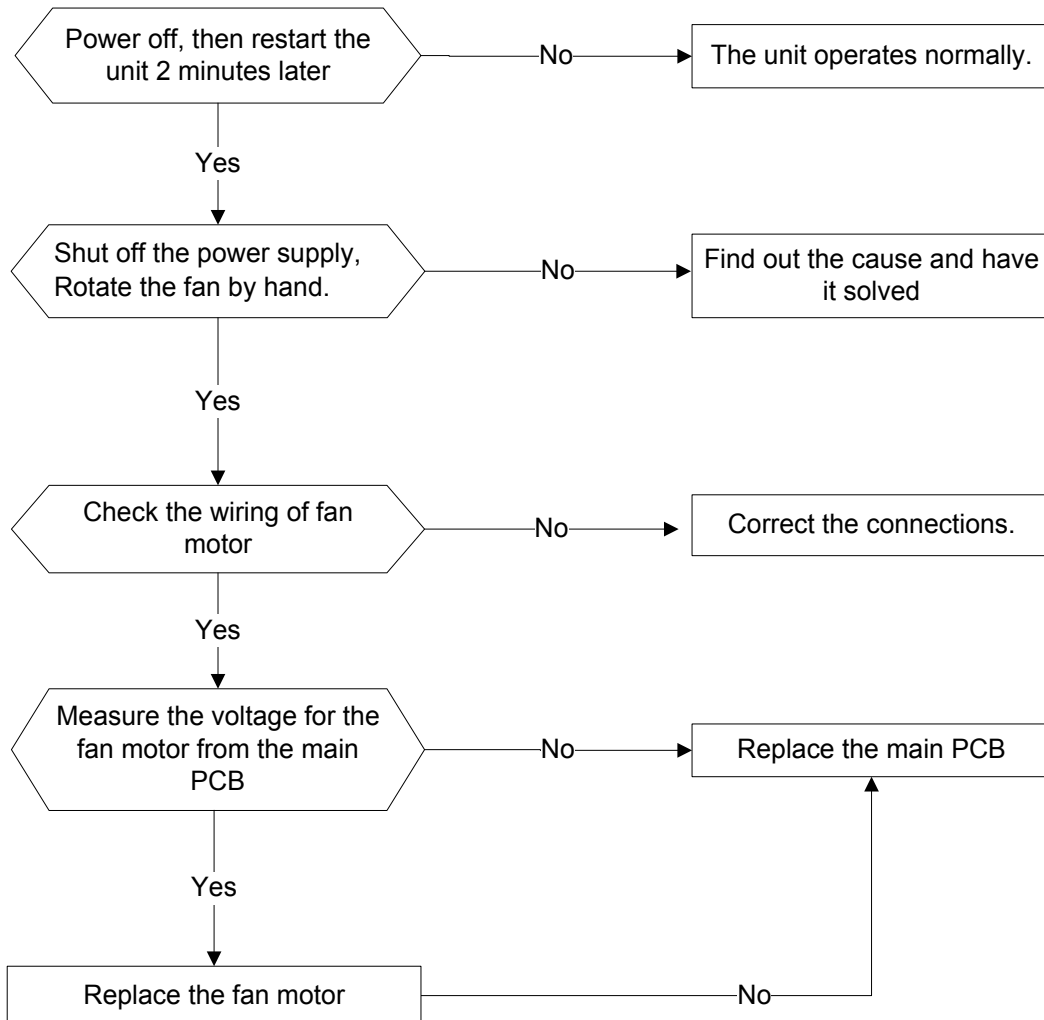 Power off, then restart the
unit 2 minutes later
No
The unit operates normally.
Yes
Shut off the power supply,
Rotate the fan by hand.
No
Find out the cause and have
it solved
Yes
Check the wiring of fan
motor
No
Correct the connections.
Yes
Measure the voltage for the
fan motor from the main
PCB
No
Replace the main PCB
Yes
Replace the fan motor
No